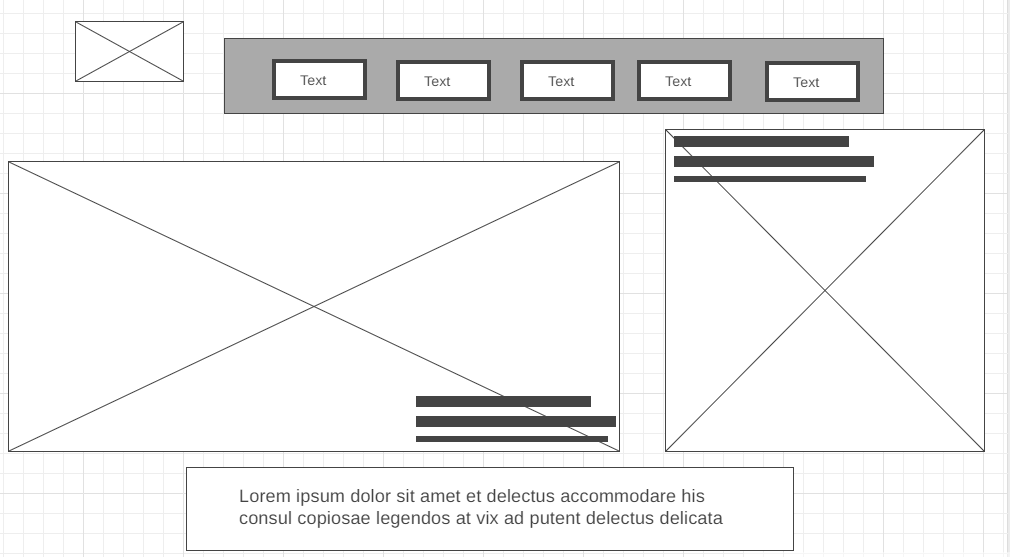 Text Text Text Text Text
Lorem ipsum dolor sit amet et delectus accommodare his
consul copiosae legendos at vix ad putent delectus delicata